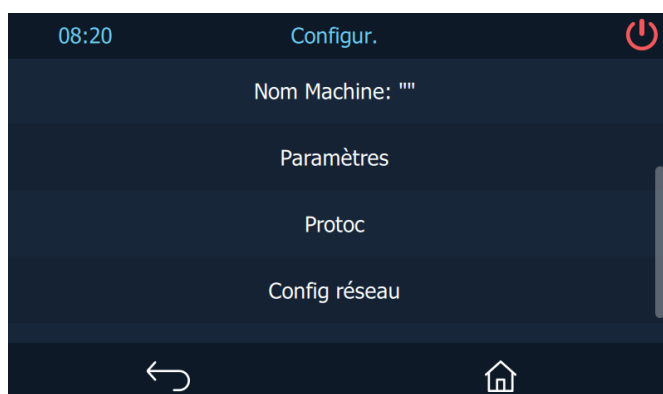 08:20 Configur.
Nom Machine: ""
Paramètres
Protoc
Config réseau